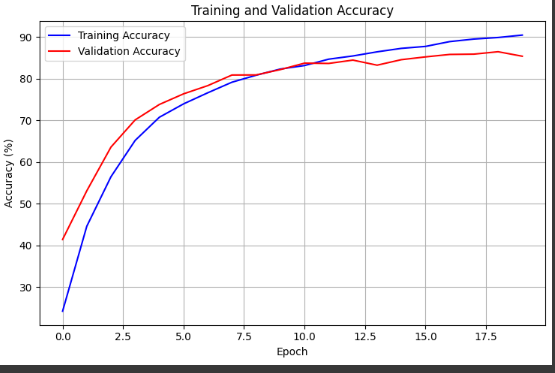 Training and Validation Accuracy
Training Accuracy
Validation Accuracy
Accuracy (%)
90
80
70
60
50
40
30
0.0 2.5 5.0 7.5 10.0 12.5 15.0 17.5
Epoch